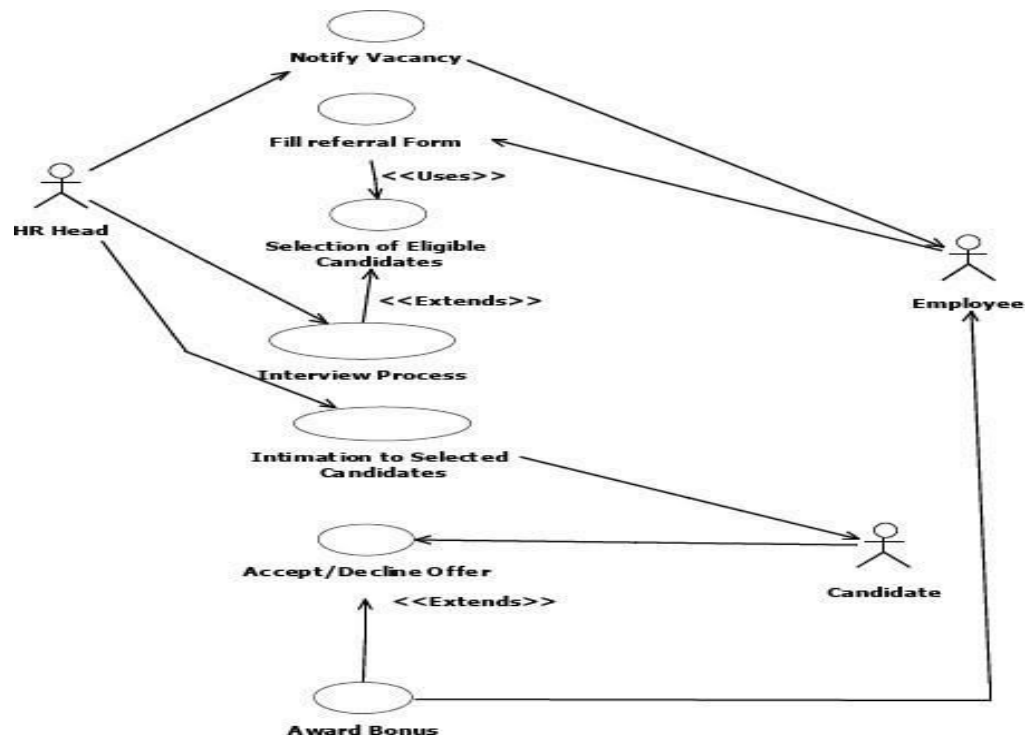 Notify Vacancy
Fill referral Form
<<Uses>>
HR Head
Selection of Eligible
Candidates
<<Extends>>
Employee
Interview Process
Intimation to Selected
Candidates
Accept/Decline Offer
Candidate
<<Extends>>
Award Bonus